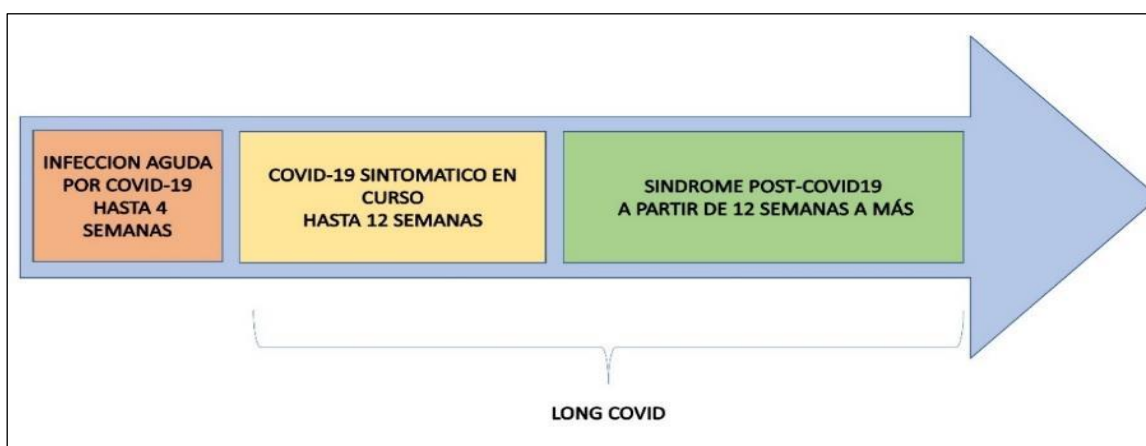 INFECCION AGUDA
POR COVID-19
HASTA 4
SEMANAS
COVID-19 SINTOMATICO EN
CURSO
HASTA 12 SEMANAS
SINDROME POST-COVID19
A PARTIR DE 12 SEMANAS A MÁS
LONG COVID